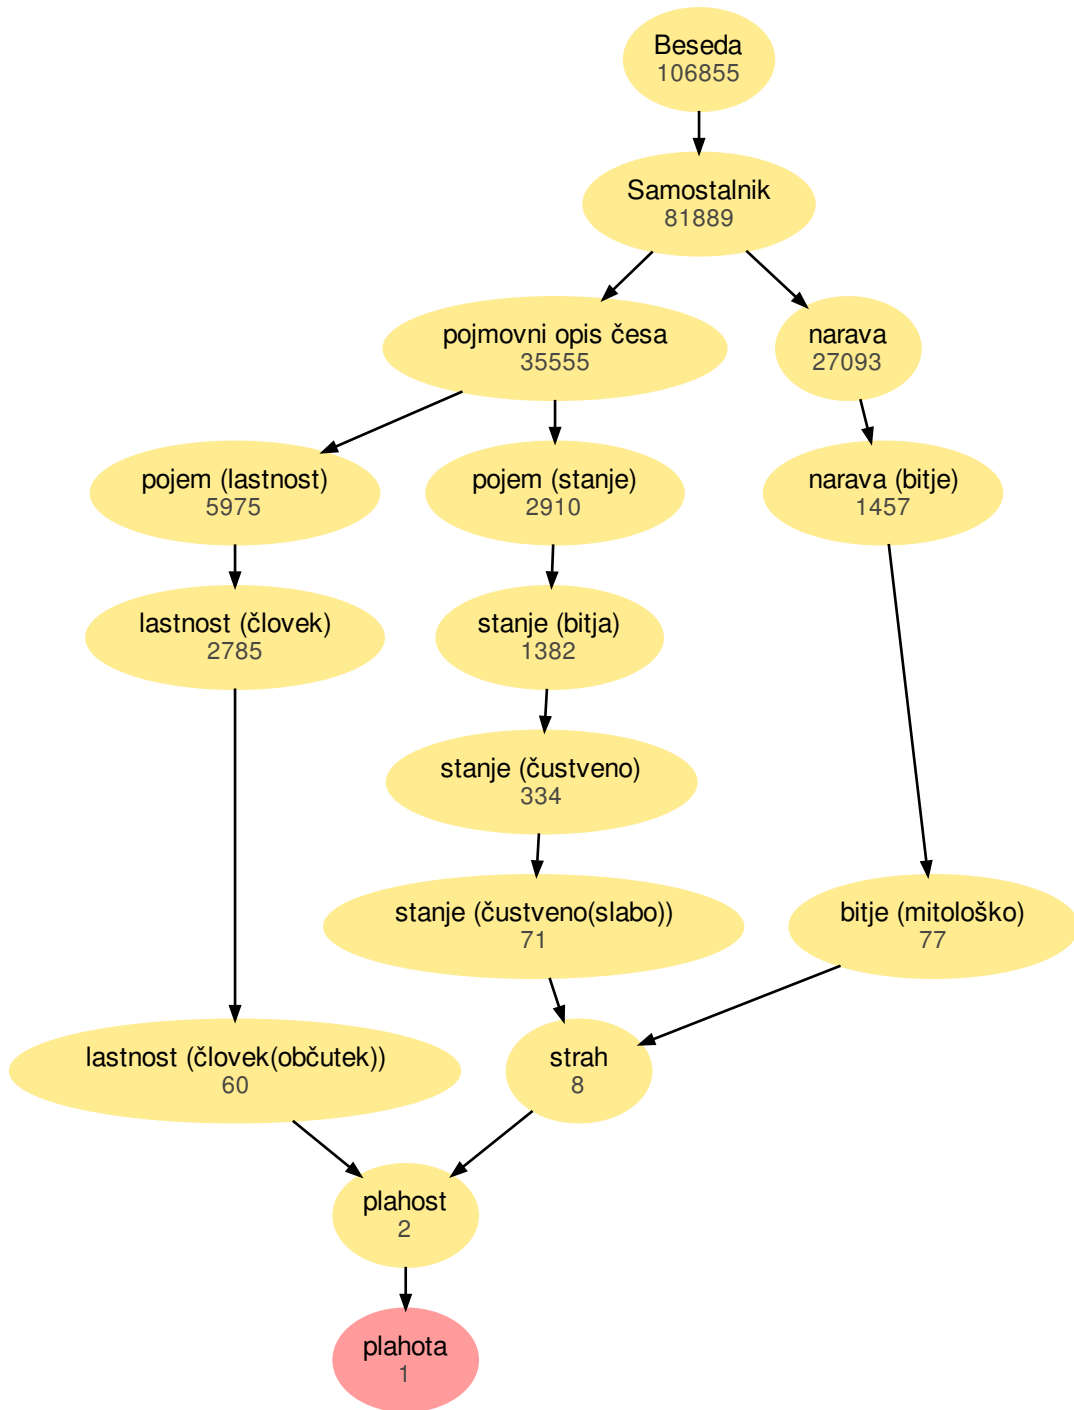 Beseda
106855
Samostalnik
81889
pojmovni opis česa
35555
narava
27093
pojem (lastnost)
5975
pojem (stanje)
2910
narava (bitje)
1457
lastnost (človek)
2785
stanje (bitja)
1382
stanje (čustveno)
334
stanje (čustveno(slabo))
71
bitje (mitološko)
77
lastnost (človek(občutek))
60
strah
8
plahost
2
plahota
1